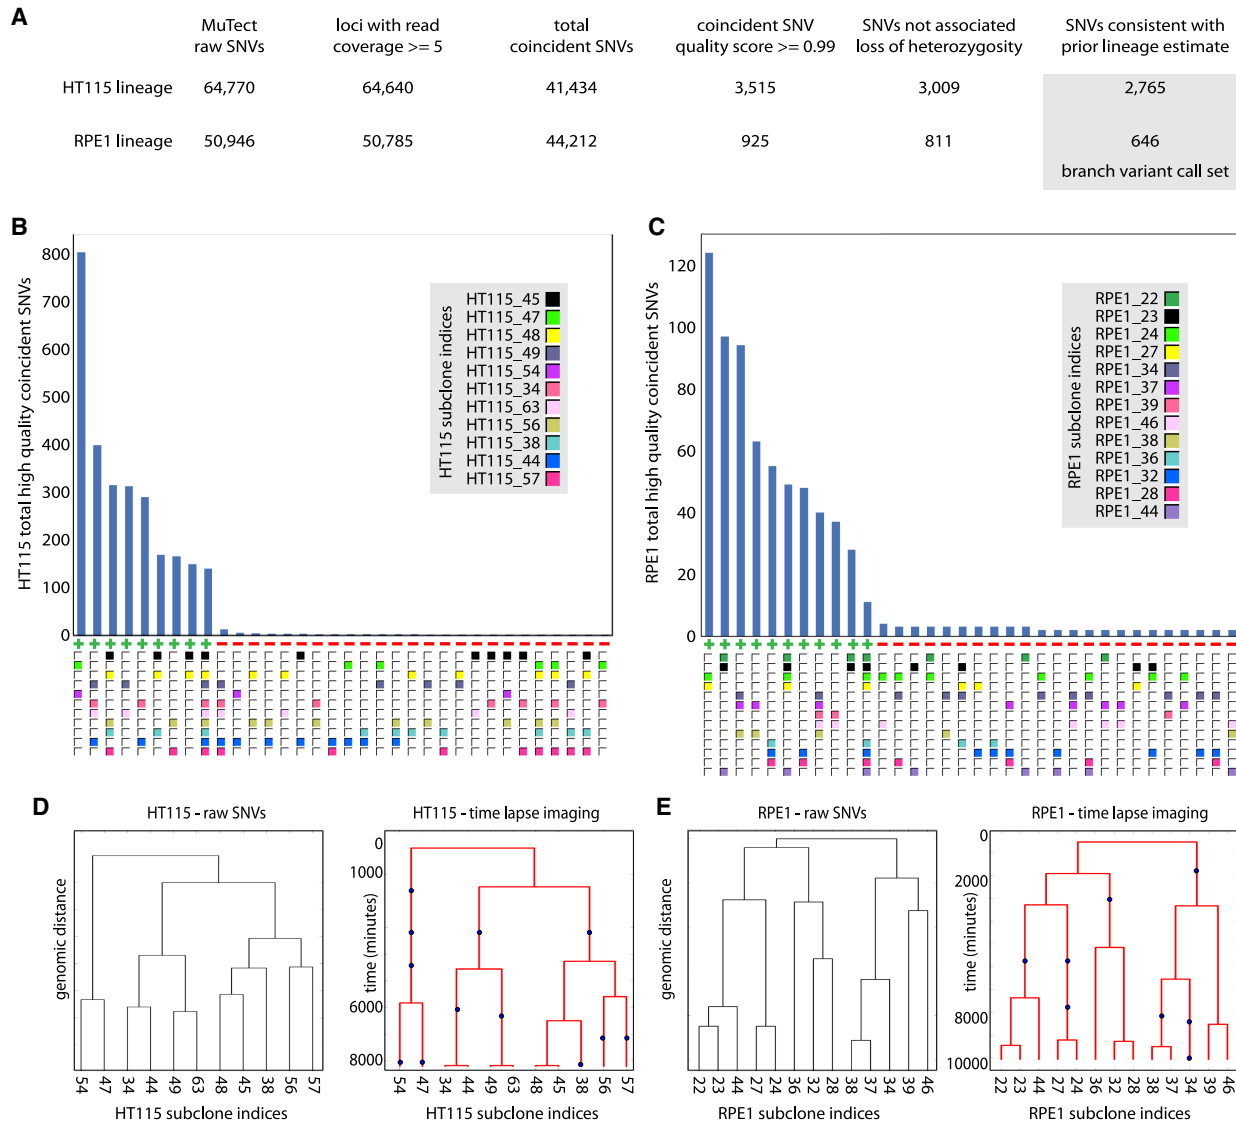 A
MuTect raw SNVs
loci with read coverage >= 5
total coincident SNVs
coincident SNV quality score >= 0.99
SNVs not associated loss of heterozygosity
SNVs consistent with prior lineage estimate
HT115 lineage 64,770 64,640 41,434 3,515 3,009 2,765
RPE1 lineage 50,946 50,785 44,212 925 811 646
branch variant call set
B
HT115 total high quality coincident SNVs
800
700
600
500
400
300
200
100
0
HT115 subclone indices
HT115_45
HT115_47
HT115_48
HT115_49
HT115_54
HT115_34
HT115_63
HT115_56
HT115_38
HT115_44
HT115_57
C
RPE1 total high quality coincident SNVs
120
100
80
60
40
20
0
RPE1 subclone indices
RPE1_22
RPE1_23
RPE1_24
RPE1_27
RPE1_34
RPE1_37
RPE1_39
RPE1_46
RPE1_38
RPE1_36
RPE1_32
RPE1_28
RPE1_44
D
HT115 - raw SNVs
genomic distance
54 47 34 44 49 63 48 45 38 56 57
HT115 subclone indices
HT115 - time lapse imaging
time (minutes)
0
1000
6000
8000
54 47 34 44 49 63 48 45 38 56 57
HT115 subclone indices
E
RPE1 - raw SNVs
genomic distance
22 23 44 27 24 36 32 28 38 37 34 39 46
RPE1 subclone indices
RPE1 - time lapse imaging
time (minutes)
0
2000
6000
8000
10000
22 23 44 27 24 36 32 28 38 37 34 39 46
RPE1 subclone indices